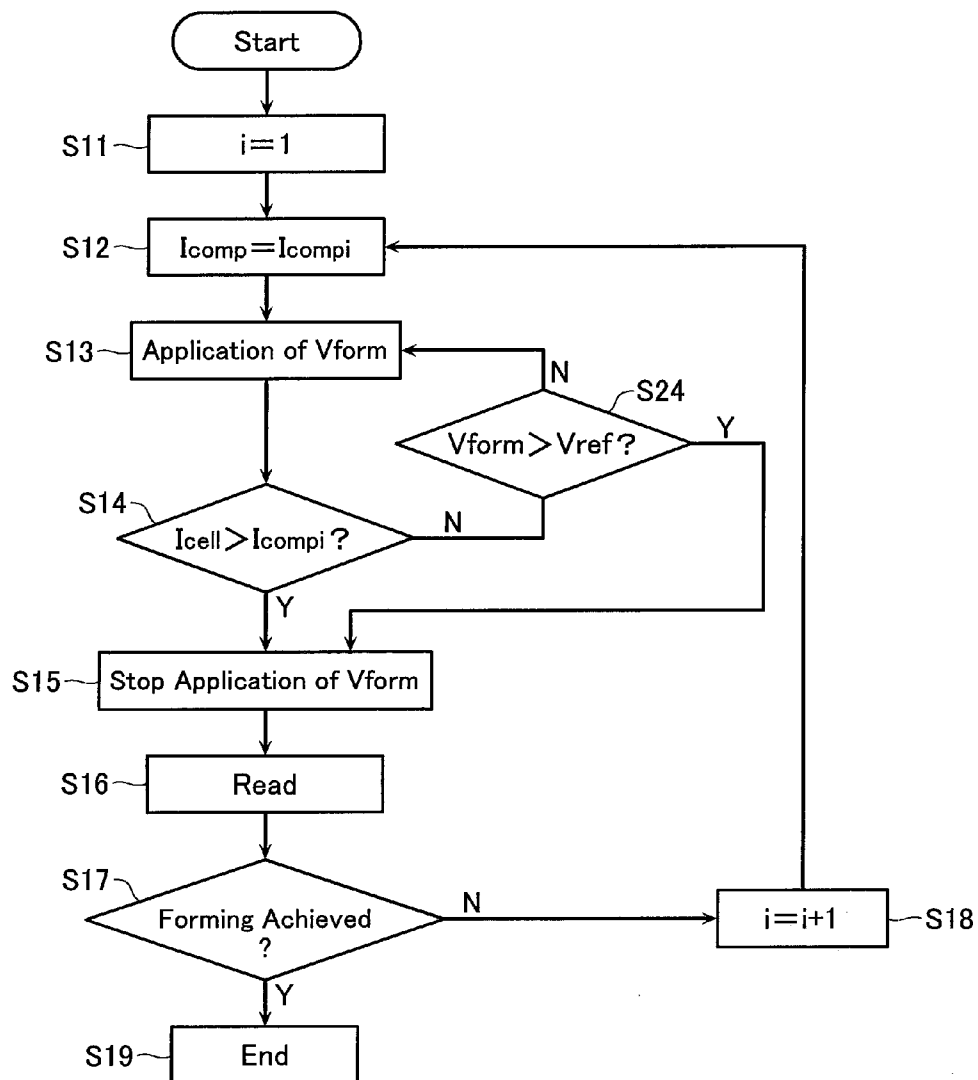 Start
S11
i=1
S12
Icomp=Icompi
S13
Application of Vform
N
S24
Vform>Vref?
Y
S14
Icell>Icompi?
N
Y
S15
Stop Application of Vform
S16
Read
S17
Forming Achieved
?
N
i=i+1
S18
Y
S19
End